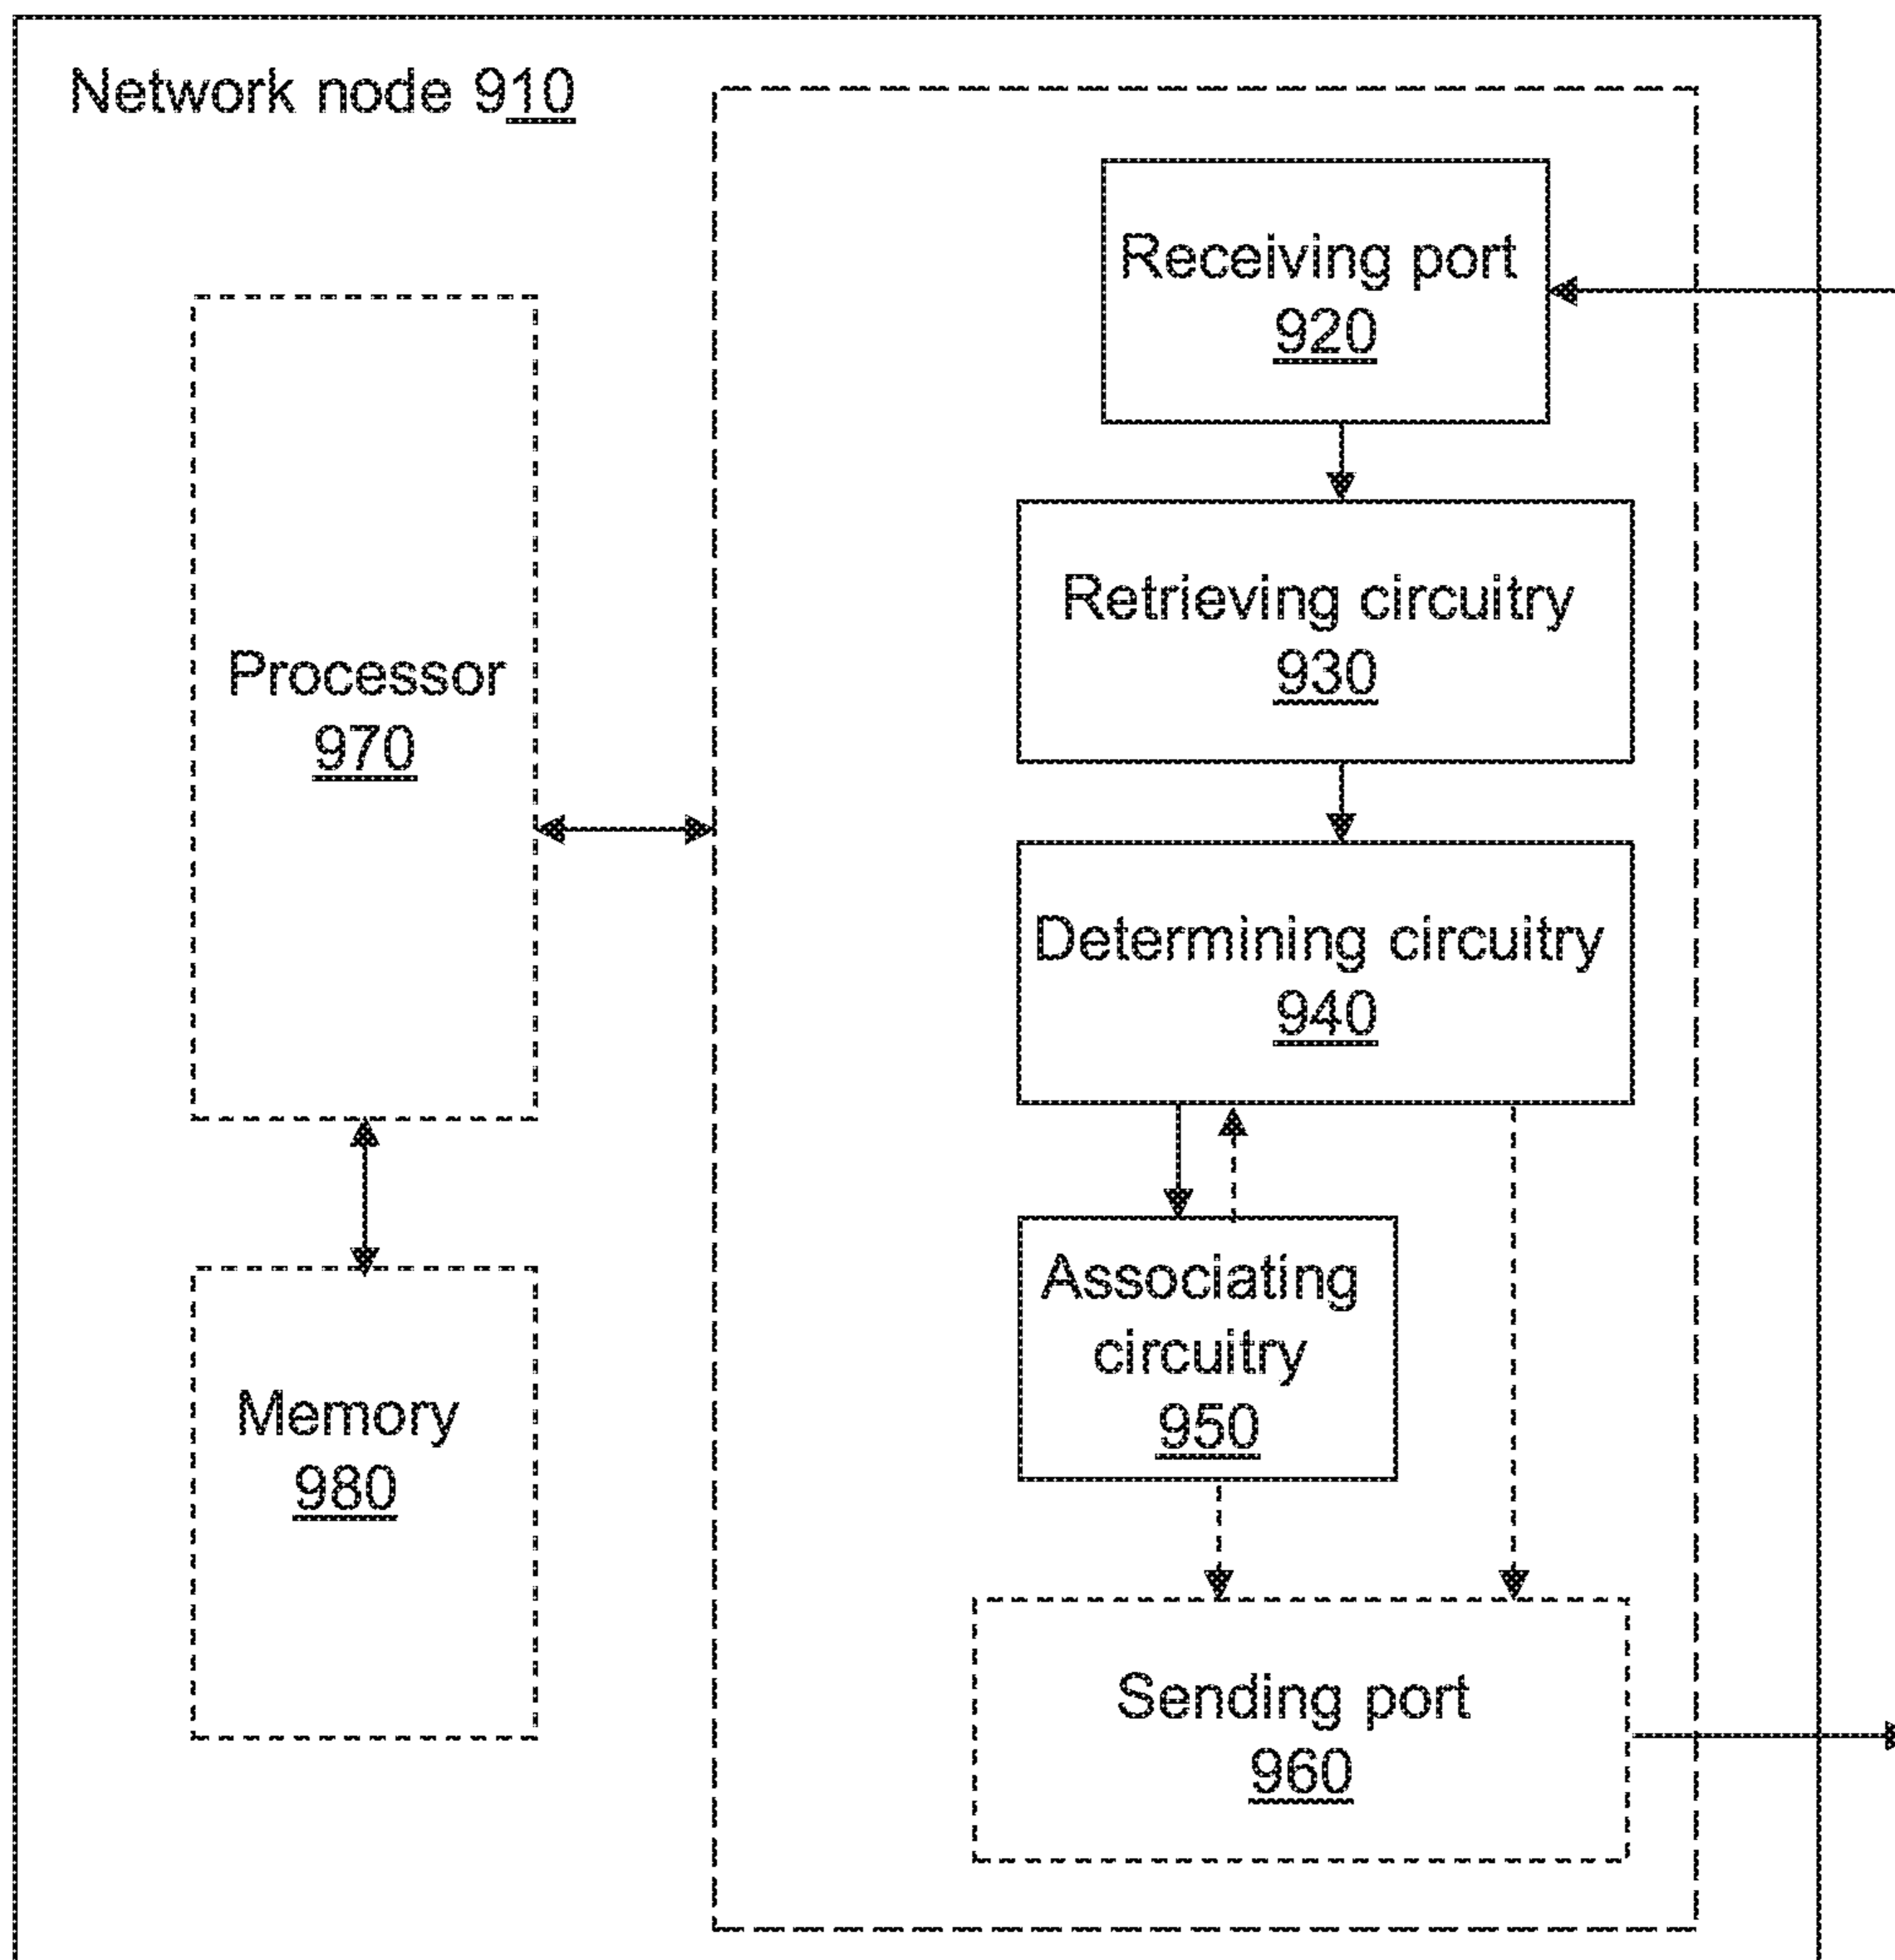 Network node 910
Receiving port
920
Retrieving circuitry
930
Processor
970
Determining circuitry
940
Associating
circuitry
950
Memory
980
Sending port
960